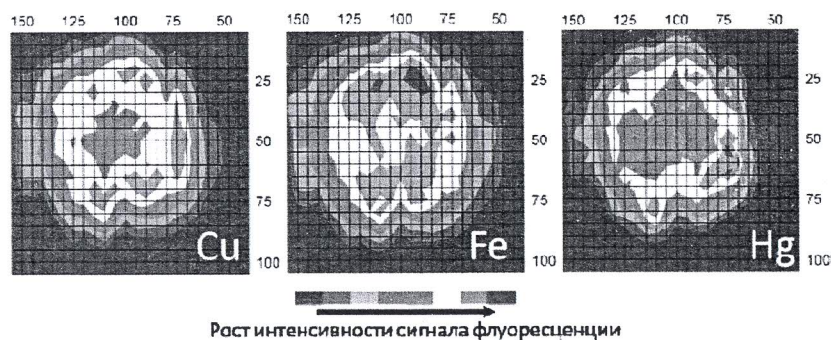 150 125 100 75 50 150 125 100 75 50 150 125 100 75 50
25 25 25
50 50 50
75 75 75
Cu Fe Hg
100 100 100
Рост интенсивности сигнала флуоресценции